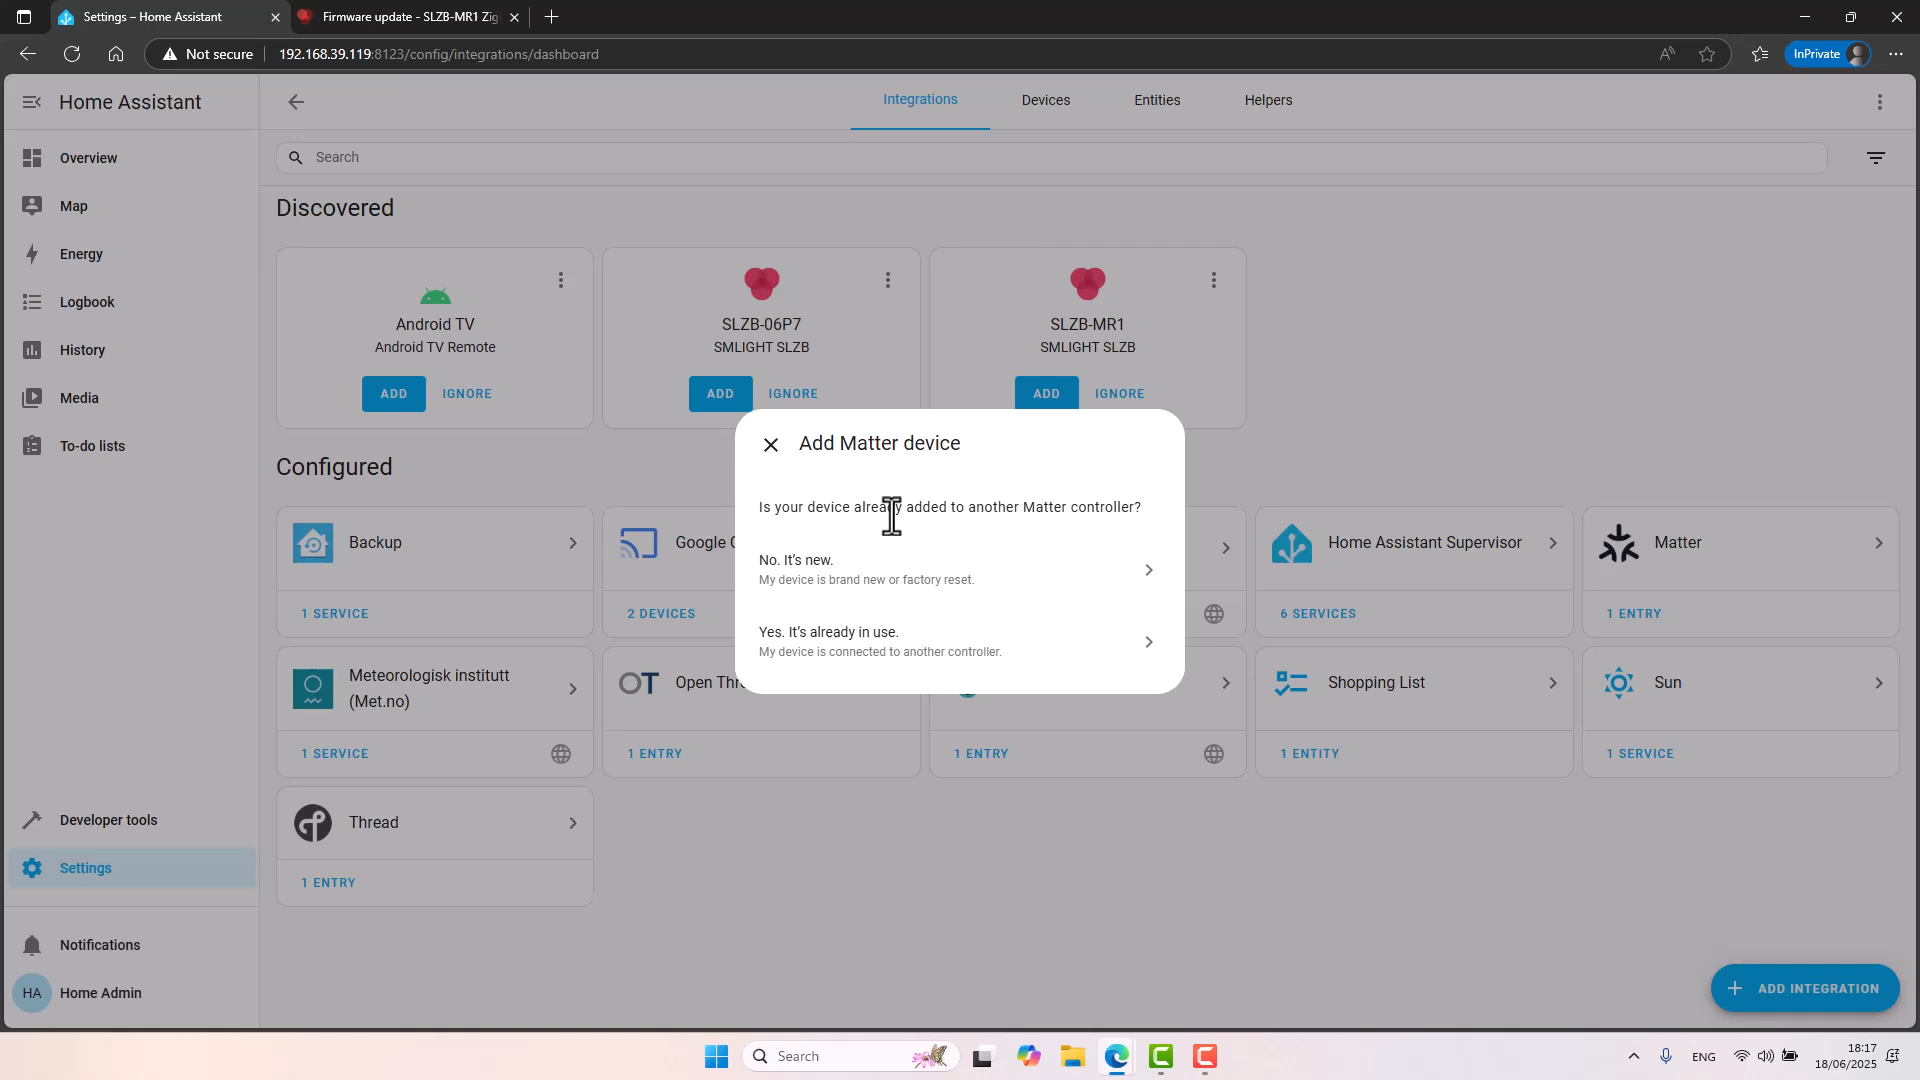 Settings – Home Assistant
Firmware update - SLZB-MR1 Zig
Not secure
192.168.39.119:8123/config/integrations/dashboard
InPrivate
Home Assistant
Integrations
Devices
Entities
Helpers
Search
Overview
Map
Energy
Logbook
History
Media
To-do lists
Developer tools
Settings
Notifications
HA
Home Admin
Discovered
Android TV
Android TV Remote
ADD
IGNORE
SLZB-06P7
SMLIGHT SLZB
ADD
IGNORE
SLZB-MR1
SMLIGHT SLZB
ADD
IGNORE
Configured
Backup
1 SERVICE
Google
2 DEVICES
Home Assistant Supervisor
6 SERVICES
Matter
1 ENTRY
Meteorologisk institutt
(Met.no)
1 SERVICE
OT
Open
1 ENTRY
1 ENTRY
Shopping List
1 ENTITY
Sun
1 SERVICE
Thread
1 ENTRY
Add Matter device
Is your device already added to another Matter controller?
No. It's new.
My device is brand new or factory reset.
Yes. It's already in use.
My device is connected to another controller.
ADD INTEGRATION
Search
ENG
18:17
18/06/2025